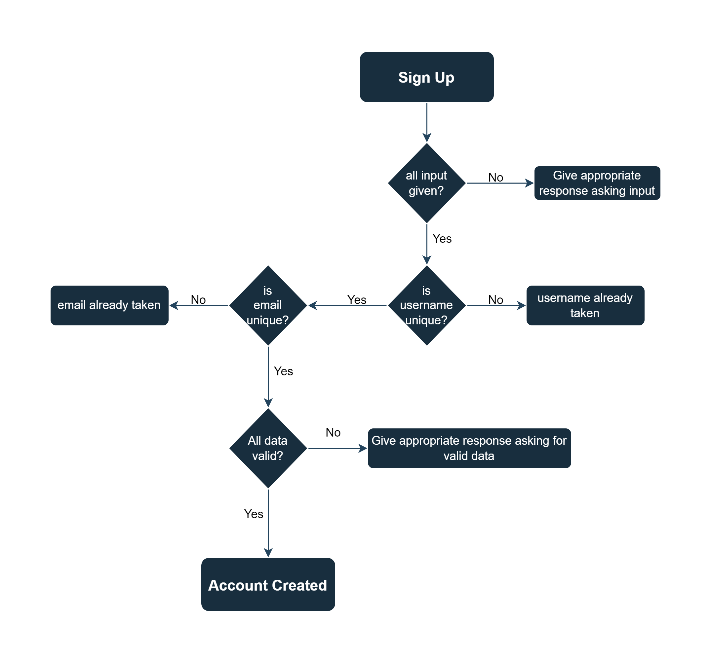 Sign Up
all input
given?
No
Give appropriate
response asking input
Yes
is
username
unique?
No
username already
taken
Yes
is
email
unique?
No
email already taken
Yes
All data
valid?
No
Give appropriate response asking for
valid data
Yes
Account Created